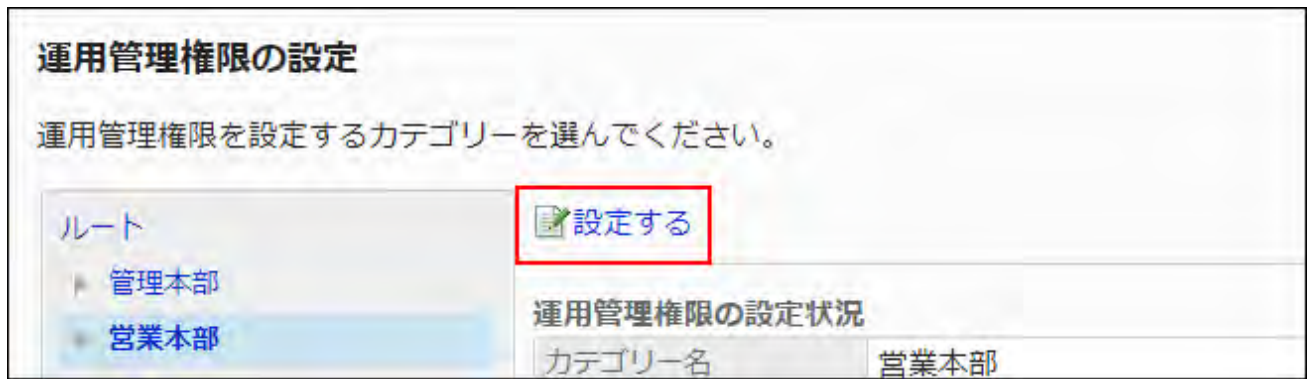 運用管理権限の設定
運用管理権限を設定するカテゴリーを選んでください。
ルート
管理本部
営業本部
設定する
運用管理権限の設定状況
カテゴリー名 営業本部